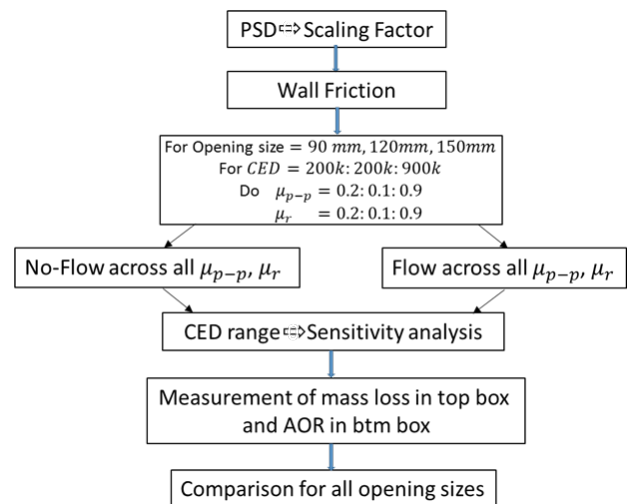 PSD⇨Scaling Factor
Wall Friction
For Opening size = 90 mm, 120mm, 150mm
For CED = 200k: 200k: 900k
Do μₚ₋ₚ = 0.2: 0.1: 0.9
μᵣ = 0.2: 0.1: 0.9
No-Flow across all μₚ₋ₚ, μᵣ
Flow across all μₚ₋ₚ, μᵣ
CED range⇨Sensitivity analysis
Measurement of mass loss in top box
and AOR in btm box
Comparison for all opening sizes